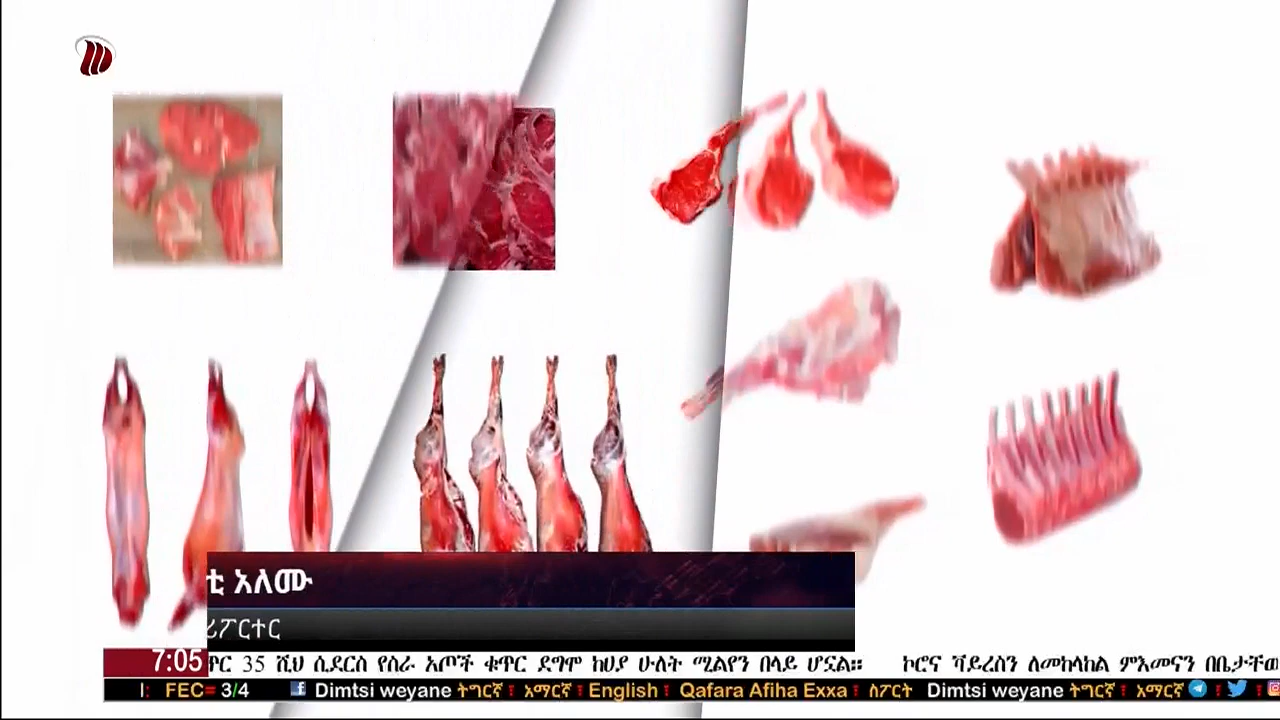 ቲ አለሙ
ሪፖርተር
7:05
ጥር 35 ሺህ ሲደርስ የስራ አጦች ቁጥር ደግሞ ከሀያ ሁለት ሚልየን በላይ ሆኗል። ኮሮና ቫይረስን ለመከላከል ምእመናን በቤታቸው
I: FEC= 3/4 Dimtsi weyane ትግርኛ ፡ አማርኛ ፡ English ፡ Qafara Afiha Exxa ፡ ስፖርት Dimtsi weyane ትግርኛ ፡ አማርኛ